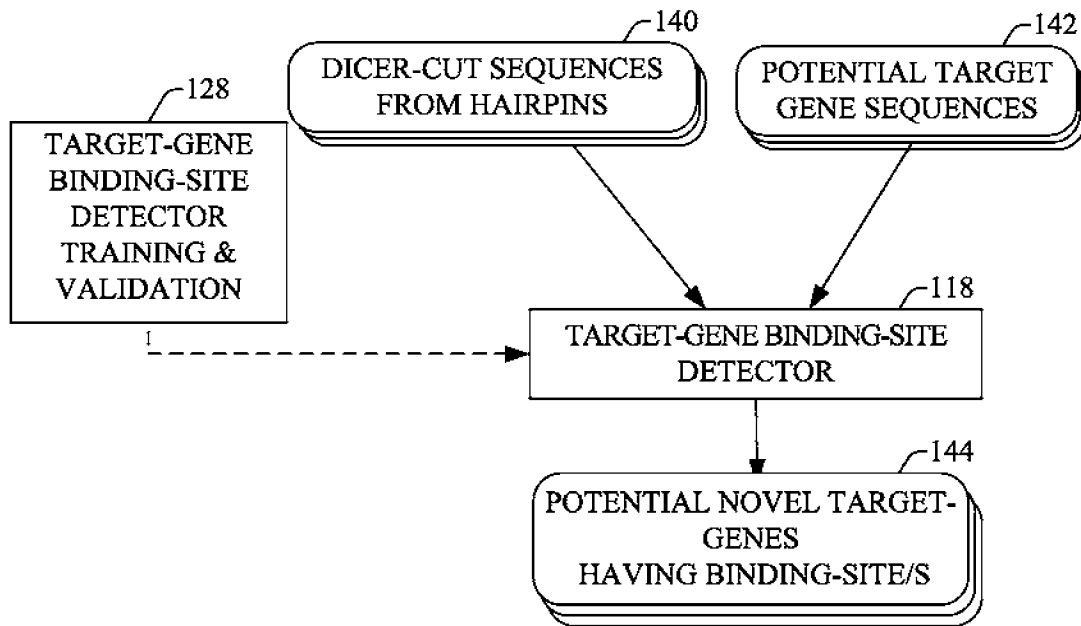 140
DICER-CUT SEQUENCES
FROM HAIRPINS
142
POTENTIAL TARGET
GENE SEQUENCES
128
TARGET-GENE
BINDING-SITE
DETECTOR
TRAINING &
VALIDATION
118
TARGET-GENE BINDING-SITE
DETECTOR
144
POTENTIAL NOVEL TARGET-
GENES
HAVING BINDING-SITE/S